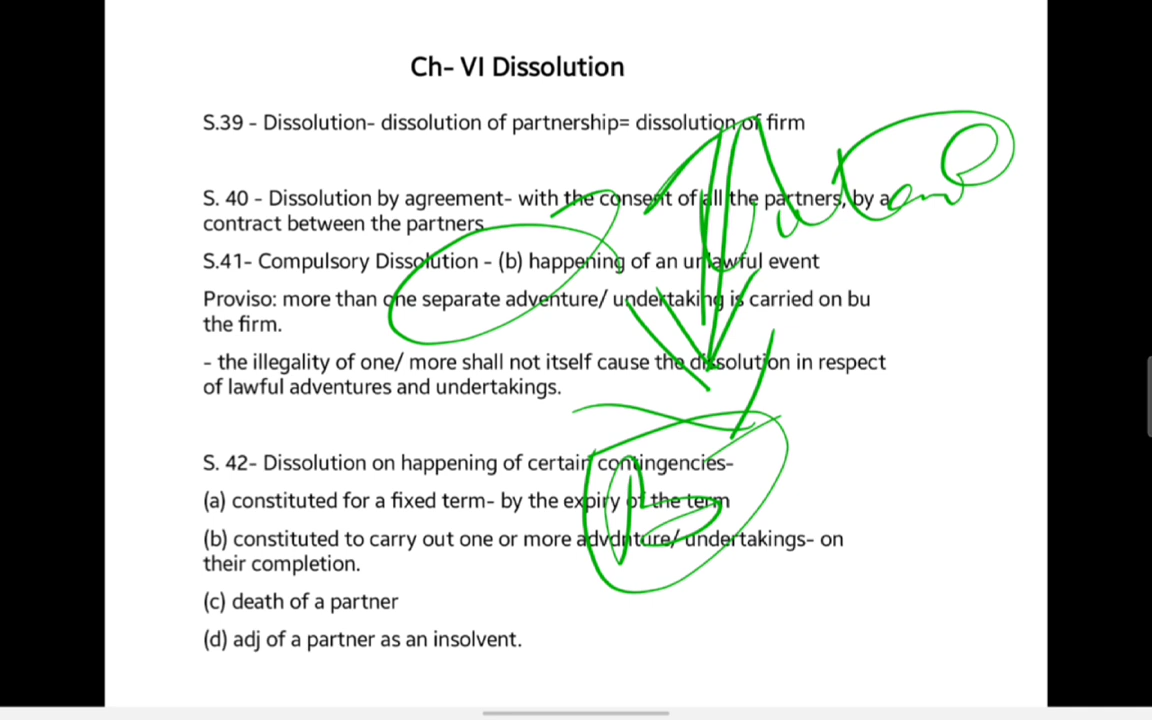 Ch- VI Dissolution
S.39 - Dissolution- dissolution of partnership= dissolution of firm
S. 40 - Dissolution by agreement- with the consent of all the partners, by a
contract between the partners
S.41- Compulsory Dissolution - (b) happening of an unlawful event
Proviso: more than one separate adventure/ undertaking is carried on bu
the firm.
- the illegality of one/ more shall not itself cause the dissolution in respect
of lawful adventures and undertakings.
S. 42- Dissolution on happening of certain contingencies-
(a) constituted for a fixed term- by the expiry of the term
(b) constituted to carry out one or more advdnture/ undertakings- on
their completion.
(c) death of a partner
(d) adj of a partner as an insolvent.